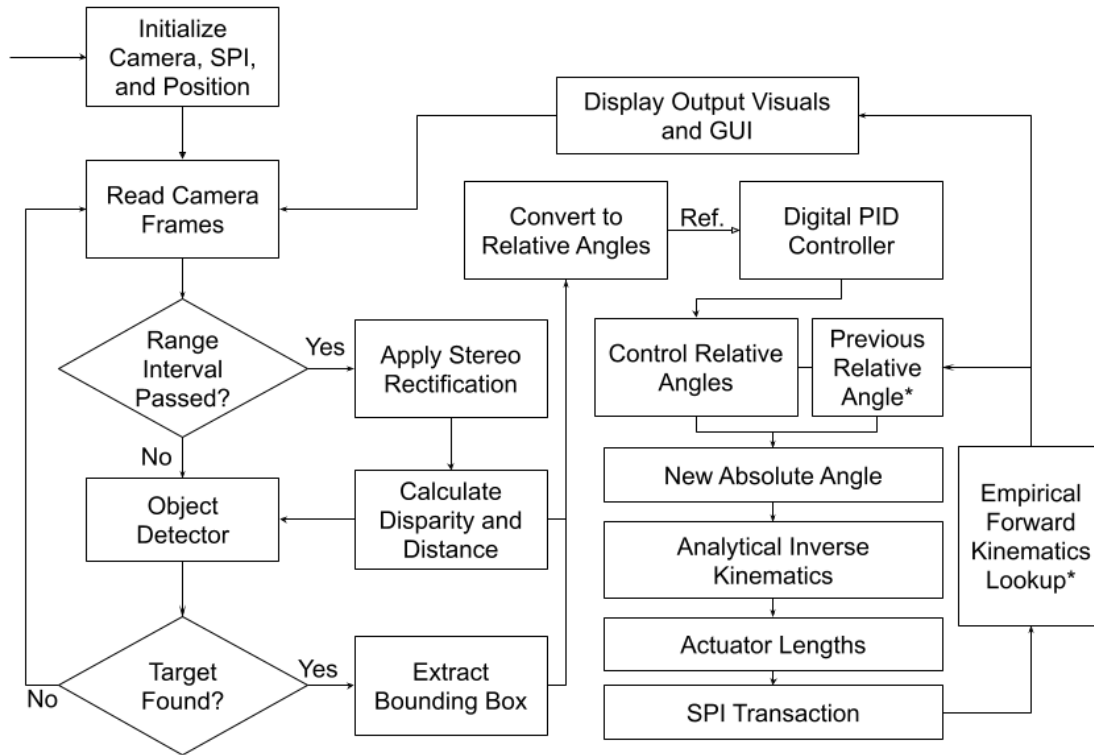 Initialize
Camera, SPI,
and Position
Display Output Visuals
and GUI
Read Camera
Frames
Convert to
Relative Angles
Ref.
Digital PID
Controller
Range
Interval
Passed?
Yes
No
Apply Stereo
Rectification
Control Relative
Angles
Previous
Relative
Angle*
Object
Detector
Calculate
Disparity and
Distance
New Absolute Angle
Analytical Inverse
Kinematics
Empirical
Forward
Kinematics
Lookup*
Target
Found?
Yes
No
Extract
Bounding Box
Actuator Lengths
SPI Transaction